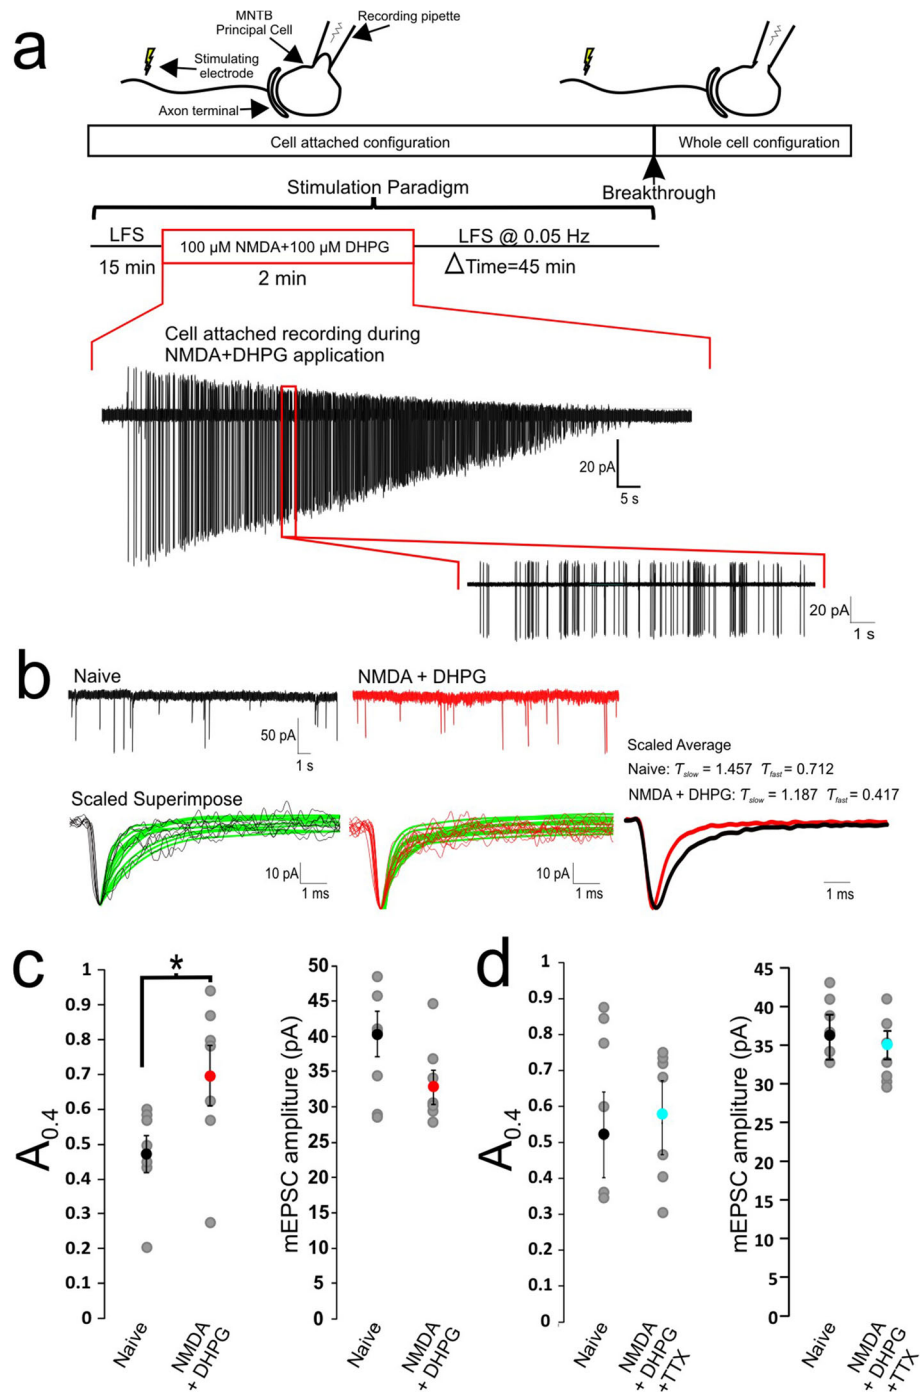 a
MNTB
Principal Cell
Recording pipette
Stimulating
electrode
Axon terminal
Cell attached configuration
Whole cell configuration
Breakthrough
Stimulation Paradigm
LFS
15 min
100 µM NMDA+100 µM DHPG
2 min
LFS @ 0.05 Hz
ΔTime=45 min
Cell attached recording during
NMDA+DHPG application
20 pA
5 s
20 pA
1 s
b
Naive
NMDA + DHPG
50 pA
1 s
Scaled Average
Naive: Τslow = 1.457 Τfast = 0.712
NMDA + DHPG: Τslow = 1.187 Τfast = 0.417
Scaled Superimpose
10 pA
1 ms
10 pA
1 ms
1 ms
c
*
A0.4
1
0.9
0.8
0.7
0.6
0.5
0.4
0.3
0.2
0.1
0
Naive
NMDA
+ DHPG
mEPSC ampliture (pA)
50
45
40
35
30
25
20
15
10
5
0
Naive
NMDA
+ DHPG
d
A0.4
1
0.9
0.8
0.7
0.6
0.5
0.4
0.3
0.2
0.1
0
Naive
NMDA
+ DHPG
+TTX
mEPSC amplitude (pA)
45
40
35
30
25
20
15
10
5
0
Naive
NMDA
+ DHPG
+TTX